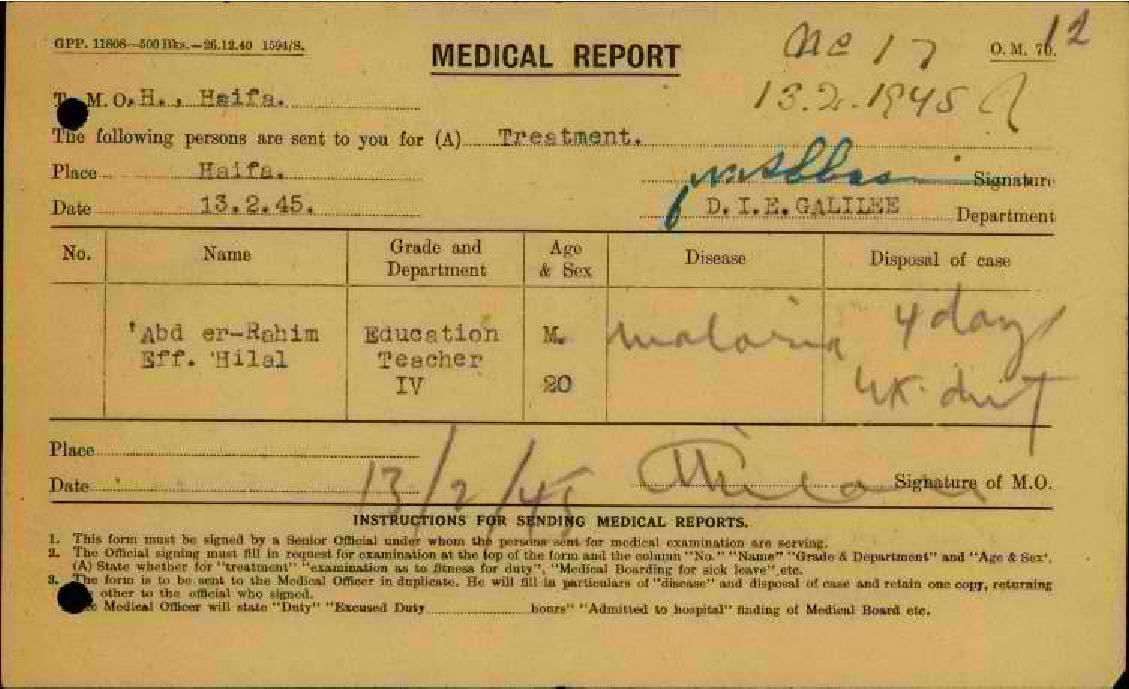 GPP. 11808—500 Bks.—26.12.40 1594/S.
MEDICAL REPORT
No 17
O. M. 70.
12
To M. O. H., Haifa.
13.2.1945
The following persons are sent to you for (A) Treatment.
Place Haifa.
Signature
Date 13.2.45.
D. I. E. GALILEE Department
No. Name Grade and Department Age & Sex Disease Disposal of case
'Abd er-Rahim Education M. malaria 4 days
Eff. Hilal Teacher
IV 20
Place
Date 13/2/45 Signature of M.O.
INSTRUCTIONS FOR SENDING MEDICAL REPORTS.
1. This form must be signed by a Senior Official under whom the persons sent for medical examination are serving.
2. The Official signing must fill in request for examination at the top of the form and the column "No." "Name" "Grade & Department" and "Age & Sex".
(A) State whether for "treatment" "examination as to fitness for duty", "Medical Boarding for sick leave", etc.
3. The form is to be sent to the Medical Officer in duplicate. He will fill in particulars of "disease" and disposal of case and retain one copy, returning
other to the official who signed.
Medical Officer will state "Duty" "Excused Duty hours" "Admitted to hospital" finding of Medical Board etc.